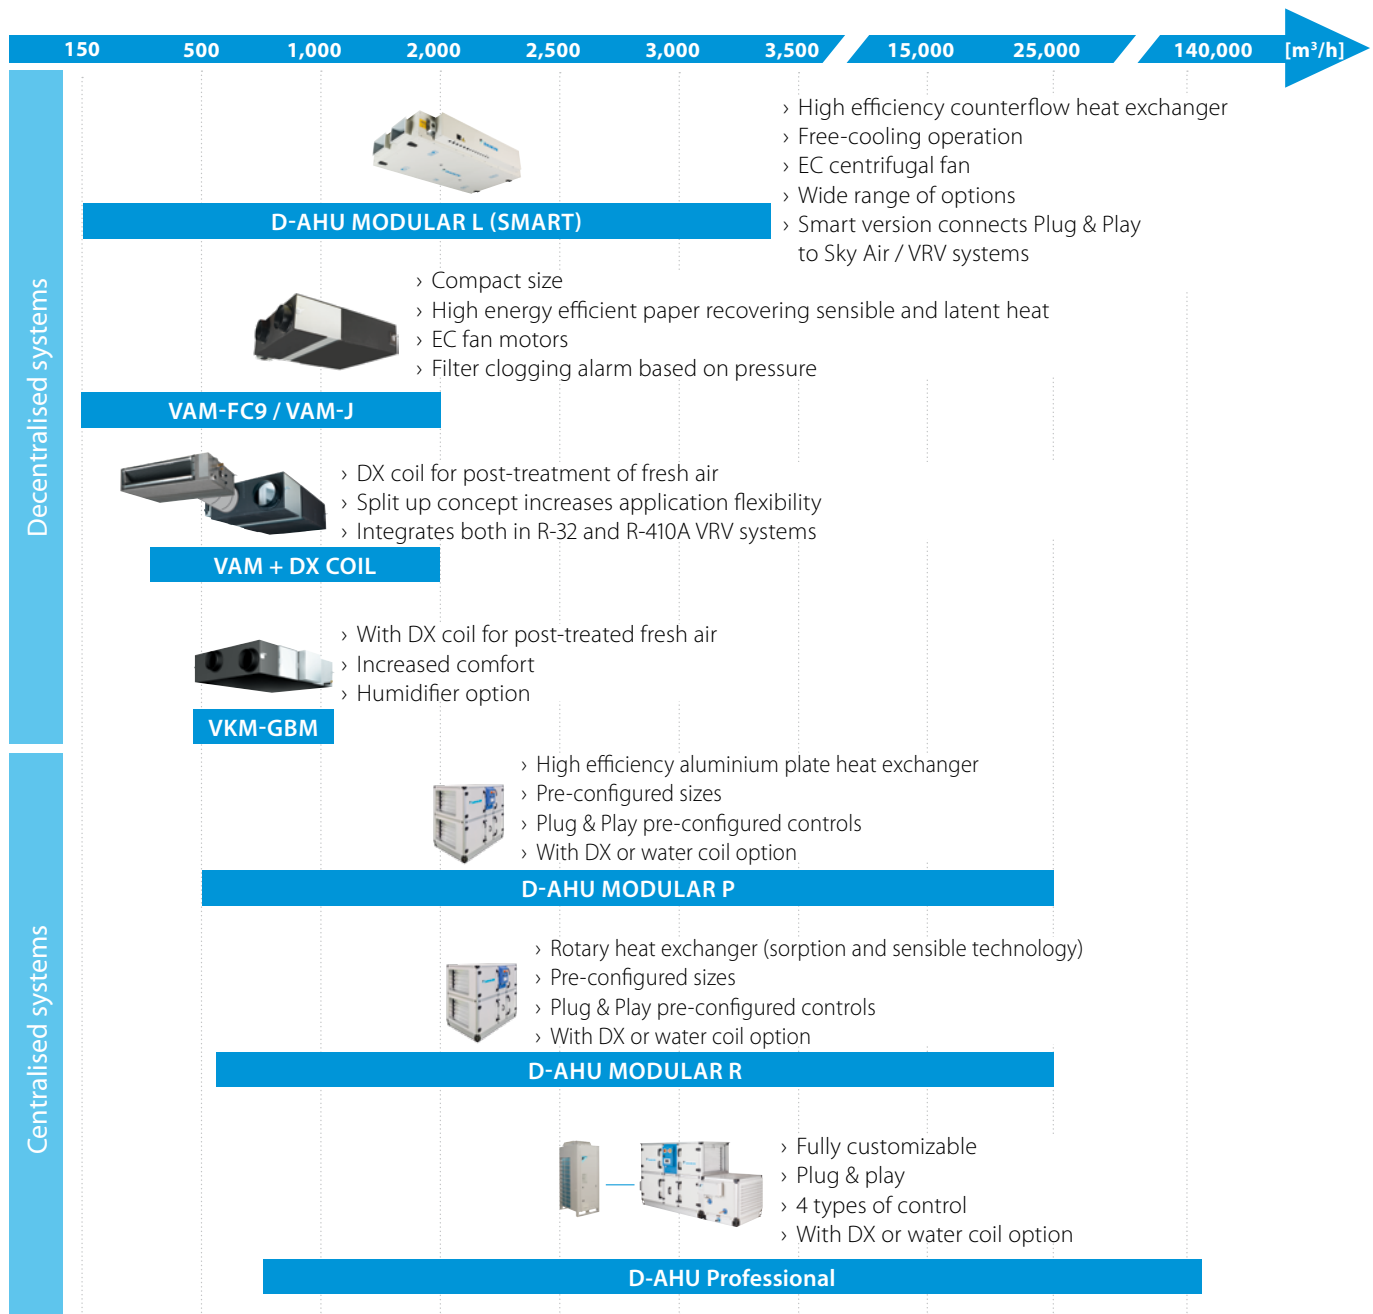 150 500 1,000 2,000 2,500 3,000 3,500 15,000 25,000 140,000 [m³/h]
Decentralised systems
› High efficiency counterflow heat exchanger
› Free-cooling operation
› EC centrifugal fan
› Wide range of options
› Smart version connects Plug & Play
to Sky Air / VRV systems
D-AHU MODULAR L (SMART)
› Compact size
› High energy efficient paper recovering sensible and latent heat
› EC fan motors
› Filter clogging alarm based on pressure
VAM-FC9 / VAM-J
› DX coil for post-treatment of fresh air
› Split up concept increases application flexibility
› Integrates both in R-32 and R-410A VRV systems
VAM + DX COIL
› With DX coil for post-treated fresh air
› Increased comfort
› Humidifier option
VKM-GBM
Centralised systems
› High efficiency aluminium plate heat exchanger
› Pre-configured sizes
› Plug & Play pre-configured controls
› With DX or water coil option
D-AHU MODULAR P
› Rotary heat exchanger (sorption and sensible technology)
› Pre-configured sizes
› Plug & Play pre-configured controls
› With DX or water coil option
D-AHU MODULAR R
› Fully customizable
› Plug & play
› 4 types of control
› With DX or water coil option
D-AHU Professional